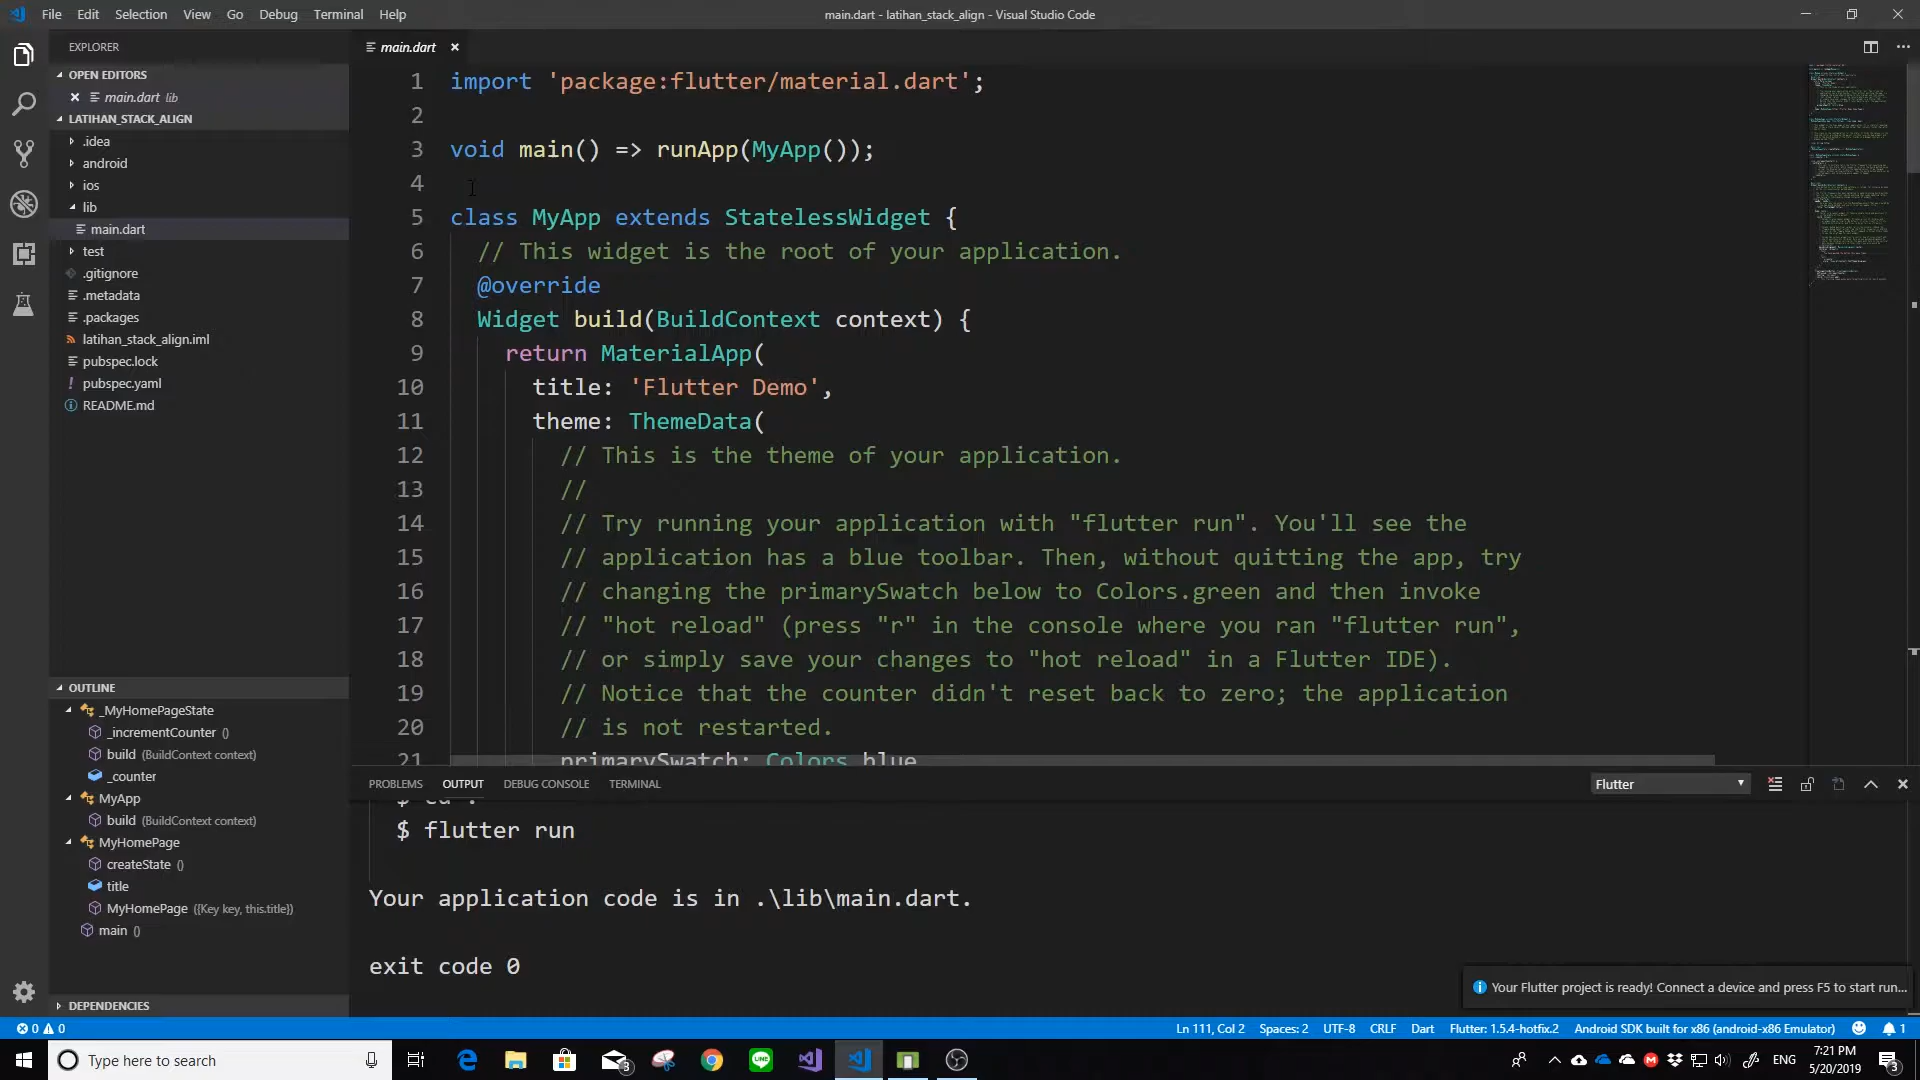 File Edit Selection View Go Debug Terminal Help
main.dart - latihan_stack_align - Visual Studio Code
EXPLORER
OPEN EDITORS
main.dart lib
LATIHAN_STACK_ALIGN
.idea
android
ios
lib
main.dart
test
.gitignore
.metadata
.packages
latihan_stack_align.iml
pubspec.lock
pubspec.yaml
README.md
OUTLINE
_MyHomePageState
_incrementCounter ()
build (BuildContext context)
_counter
MyApp
build (BuildContext context)
MyHomePage
createState ()
title
MyHomePage ({Key key, this.title})
main ()
DEPENDENCIES
main.dart
1 import 'package:flutter/material.dart';
2
3 void main() => runApp(MyApp());
4
5 class MyApp extends StatelessWidget {
6 // This widget is the root of your application.
7 @override
8 Widget build(BuildContext context) {
9 return MaterialApp(
10 title: 'Flutter Demo',
11 theme: ThemeData(
12 // This is the theme of your application.
13 //
14 // Try running your application with "flutter run". You'll see the
15 // application has a blue toolbar. Then, without quitting the app, try
16 // changing the primarySwatch below to Colors.green and then invoke
17 // "hot reload" (press "r" in the console where you ran "flutter run",
18 // or simply save your changes to "hot reload" in a Flutter IDE).
19 // Notice that the counter didn't reset back to zero; the application
20 // is not restarted.
21 primarySwatch: Colors.blue
PROBLEMS OUTPUT DEBUG CONSOLE TERMINAL
Flutter
$ cd .
$ flutter run
Your application code is in .\lib\main.dart.
exit code 0
Your Flutter project is ready! Connect a device and press F5 to start run...
0 0
Ln 111, Col 2 Spaces: 2 UTF-8 CRLF Dart Flutter: 1.5.4-hotfix.2 Android SDK built for x86 (android-x86 Emulator) 1
Type here to search
3
LINE
ENG
7:21 PM
5/20/2019
3